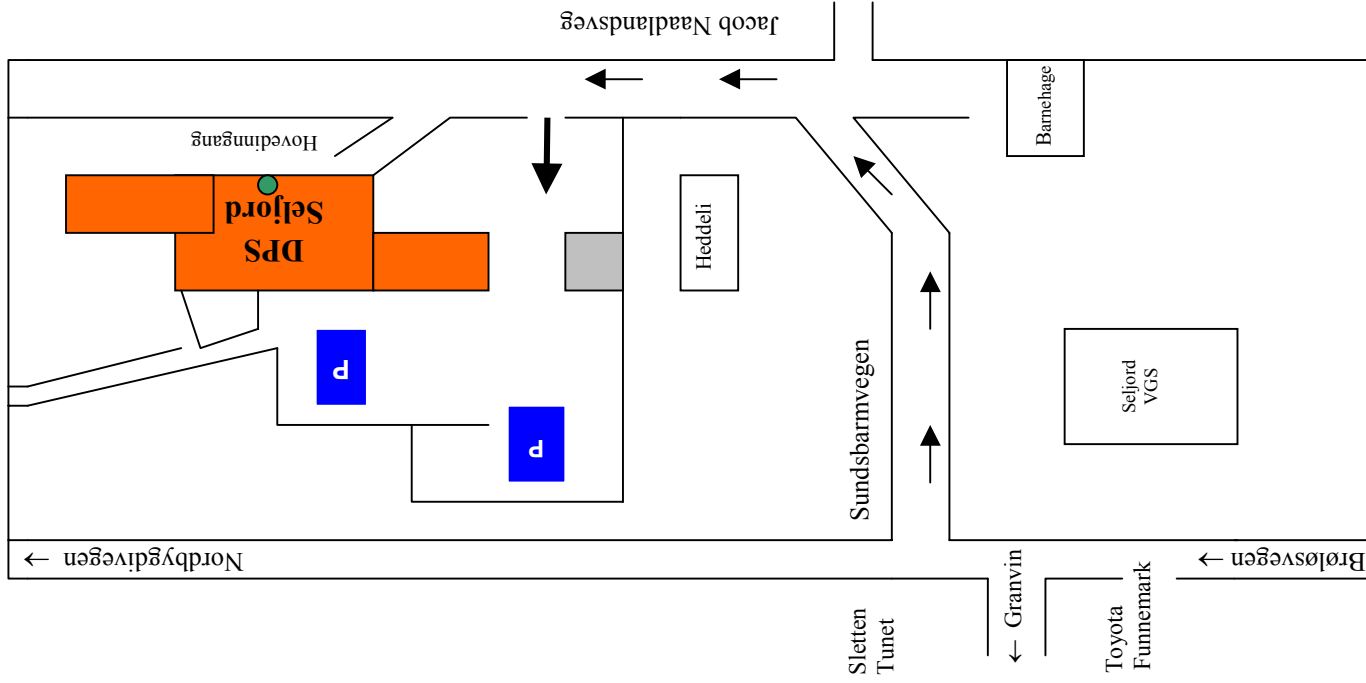 Jacob Naadlandsveg
Hovedinngang
Barnehage
DPS
Seljord
Heddeli
P
P
Sundsbarmvegen
Seljord
VGS
Nordbygdivegen →
Brøløsvegen →
Sletten
Tunet
← Granvin
Toyota
Funnemark